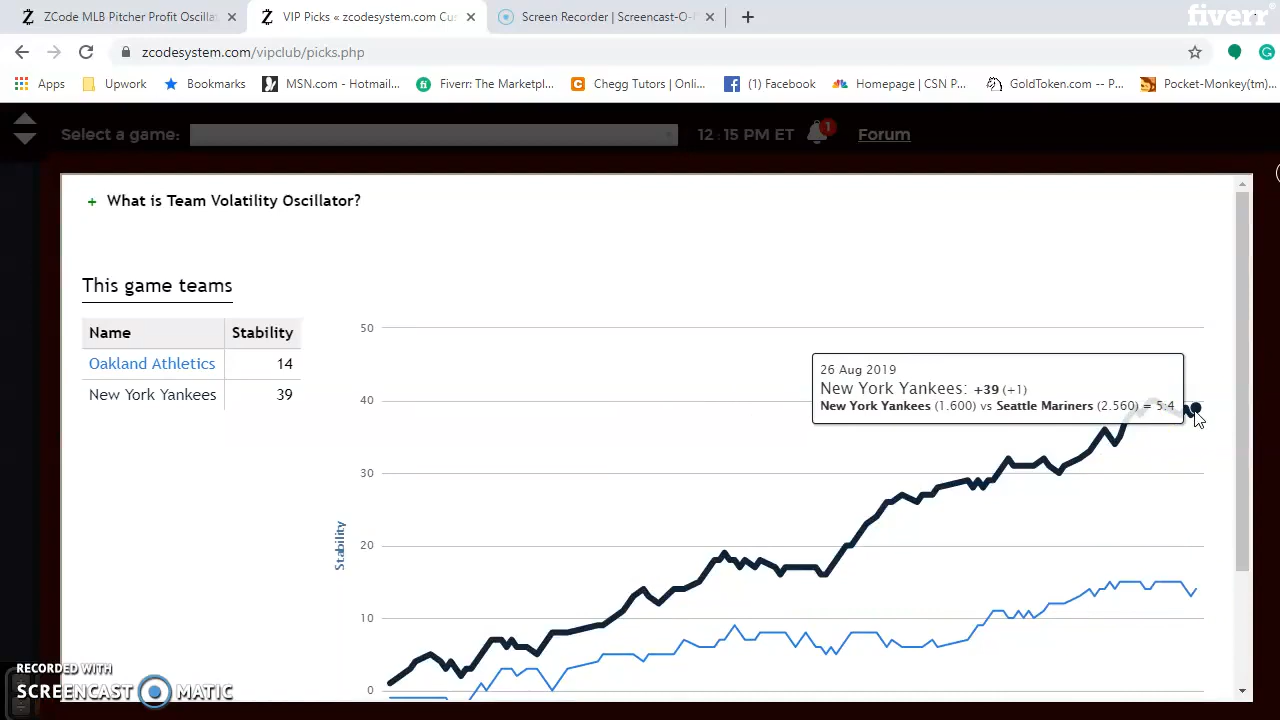 ZCode MLB Pitcher Profit Oscilla
VIP Picks « zcodesystem.com Cus
Screen Recorder | Screencast-O-
fiverr
zcodesystem.com/vipclub/picks.php
Apps
Upwork
Bookmarks
MSN.com - Hotmail...
Fiverr: The Marketpl...
Chegg Tutors | Onli...
(1) Facebook
Homepage | CSN P...
GoldToken.com -- P...
Pocket-Monkey(tm)...
Select a game:
12:15 PM ET
1
Forum
+ What is Team Volatility Oscillator?
This game teams
Name Stability
Oakland Athletics 14
New York Yankees 39
50
40
30
20
10
0
Stability
26 Aug 2019
New York Yankees: +39 (+1)
New York Yankees (1.600) vs Seattle Mariners (2.560) = 5:4
RECORDED WITH
SCREENCAST MATIC